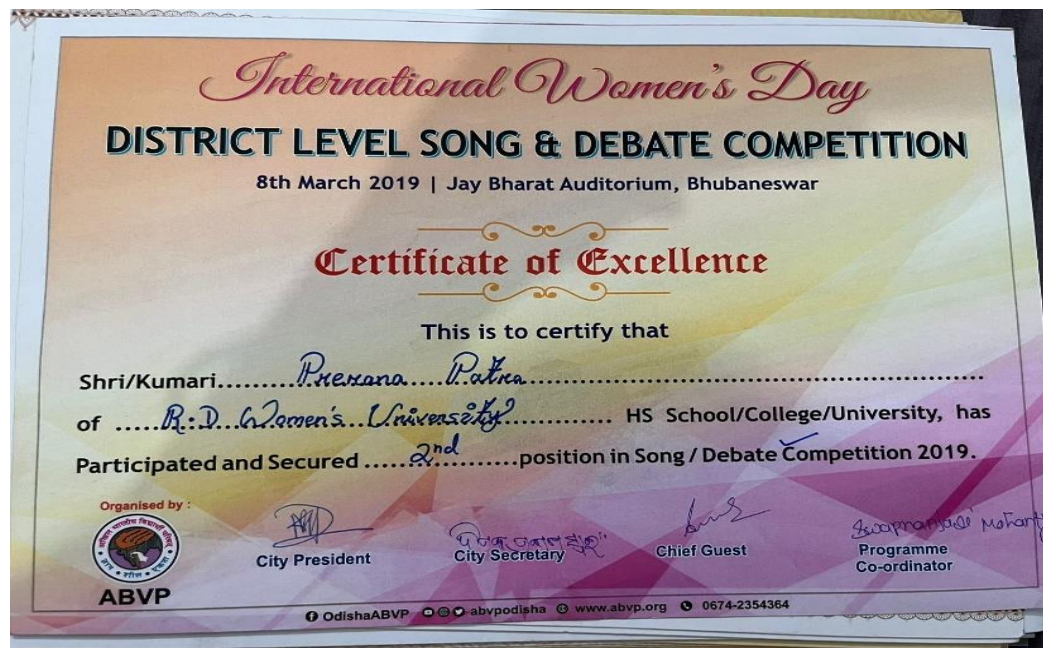 International Women's Day
DISTRICT LEVEL SONG & DEBATE COMPETITION
8th March 2019 | Jay Bharat Auditorium, Bhubaneswar
Certificate of Excellence
This is to certify that
Shri/Kumari.........Prerana....Patra..........
of .....R.D...Women's...University............ HS School/College/University, has
Participated and Secured ......2nd.........position in Song / Debate Competition 2019.
Organised by :
ABVP
City President
City Secretary
Chief Guest
Swapnanjali Mohanty
Programme
Co-ordinator
OdishaABVP abvpodisha www.abvp.org 0674-2354364